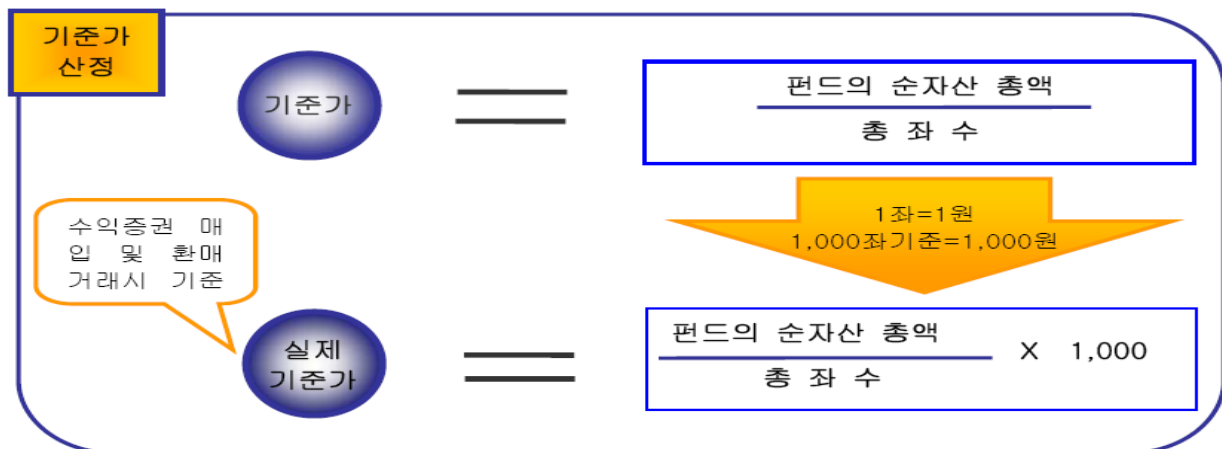 기준가
산정
기준가
펀드의 순자산 총액
총 좌 수
수익증권 매
입 및 환매
거래시 기준
1좌=1원
1,000좌기준=1,000원
실제
기준가
펀드의 순자산 총액
총 좌 수
X 1,000